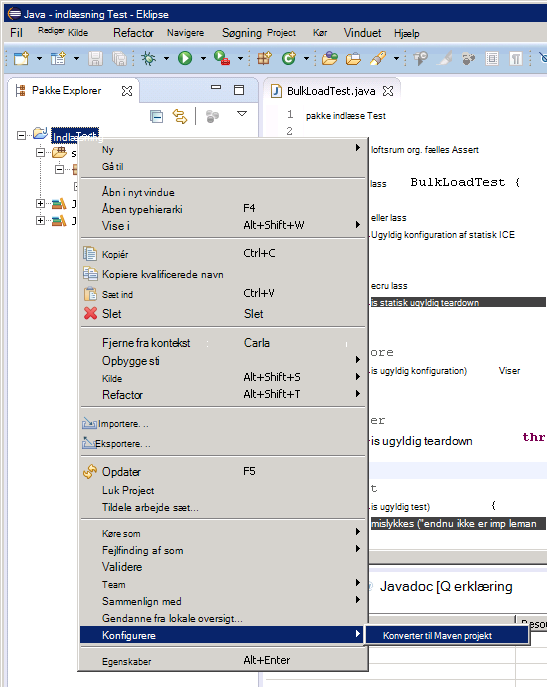 Java - indlæsning Test - Eklipse
Fil Rediger Kilde Refactor Navigere Søgning Project Kør Vinduet Hjælp
Pakke Explorer
BulkLoadTest.java
1 pakke indlæse Test
2
Indlæsning Test
loftsrum org. fælles Assert
lass BulkLoadTest {
eller lass
Ugyldig konfiguration af statisk ICE
ecru lass
is statisk ugyldig teardown
ore
is ugyldig konfiguration) Viser
er
is ugyldig teardown thr
t
is ugyldig test) {
mislykkes ("endnu ikke er imp leman
Ny
Gå til
Åbn i nyt vindue
Åben typehierarki F4
Vise i Alt+Shift+W
Kopiér Ctrl+C
Kopiere kvalificerede navn
Sæt ind Ctrl+V
Slet Slet
Fjerne fra kontekst Carla
Opbygge sti
Kilde Alt+Shift+S
Refactor Alt+Shift+T
Importere. ..
Eksportere. ..
Opdater F5
Luk Project
Tildele arbejde sæt...
Køre som
Fejlfinding af som
Validere
Team
Sammenlign med
Gendanne fra lokale oversigt...
Konfigurere
Konverter til Maven projekt
Egenskaber Alt+Enter
Javadoc [Q erklæring